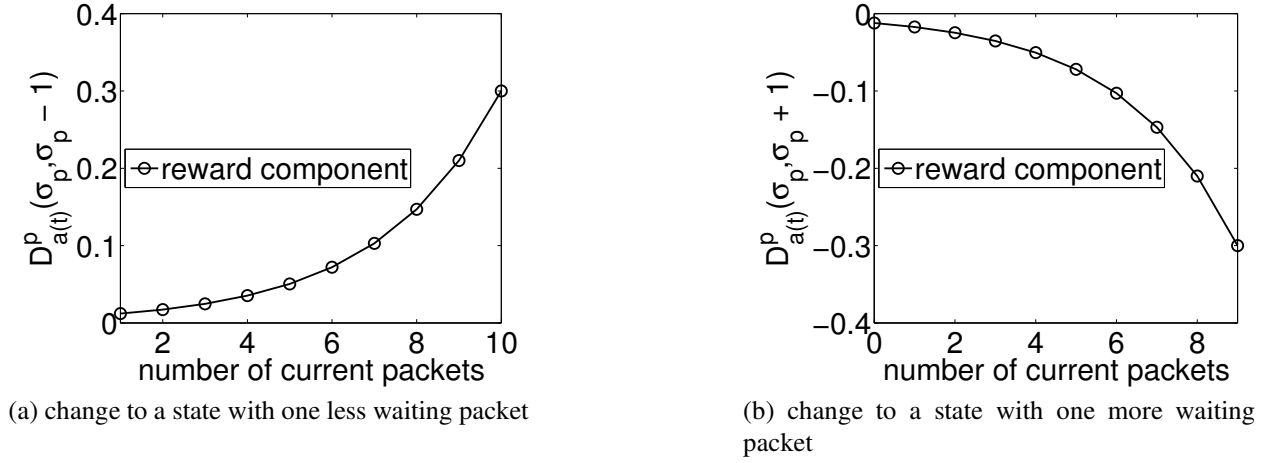 0.4
0.3
0.2
0.1
0
D^p_{a(t)}(σ_p,σ_p − 1)
reward component
2 4 6 8 10
number of current packets
(a) change to a state with one less waiting packet
0
−0.1
−0.2
−0.3
−0.4
D^p_{a(t)}(σ_p,σ_p + 1)
reward component
0 2 4 6 8
number of current packets
(b) change to a state with one more waiting
packet